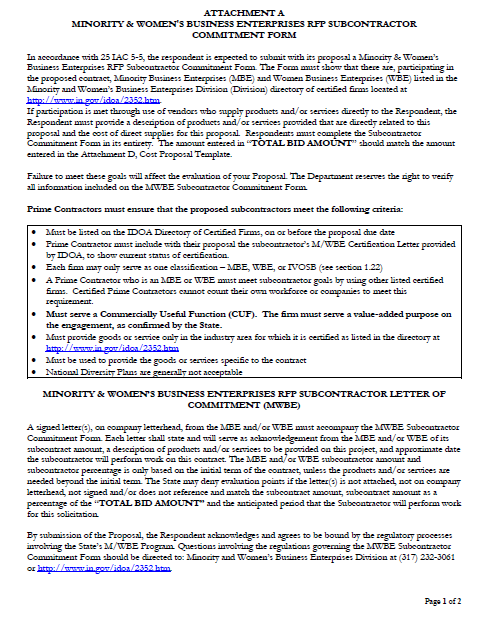 ATTACHMENT A
MINORITY & WOMEN'S BUSINESS ENTERPRISES RFP SUBCONTRACTOR
COMMITMENT FORM
In accordance with 25 IAC 5-5, the respondent is expected to submit with its proposal a Minority & Women's
Business Enterprises RFP Subcontractor Commitment Form. The Form must show that there are, participating in
the proposed contract, Minority Business Enterprises (MBE) and Women Business Enterprises (WBE) listed in the
Minority and Women's Business Enterprises Division (Division) directory of certified firms located at
http://www.in.gov/idoa/2352.htm.
If participation is met through use of vendors who supply products and/or services directly to the Respondent, the
Respondent must provide a description of products and/or services provided that are directly related to this
proposal and the cost of direct supplies for this proposal. Respondents must complete the Subcontractor
Commitment Form in its entirety. The amount entered in "TOTAL BID AMOUNT" should match the amount
entered in the Attachment D, Cost Proposal Template.
Failure to meet these goals will affect the evaluation of your Proposal. The Department reserves the right to verify
all information included on the MWBE Subcontractor Commitment Form.
Prime Contractors must ensure that the proposed subcontractors meet the following criteria:
• Must be listed on the IDOA Directory of Certified Firms, on or before the proposal due date
• Prime Contractor must include with their proposal the subcontractor's M/WBE Certification Letter provided
by IDOA, to show current status of certification.
• Each firm may only serve as one classification – MBE, WBE, or IVOSB (see section 1.22)
• A Prime Contractor who is an MBE or WBE must meet subcontractor goals by using other listed certified
firms. Certified Prime Contractors cannot count their own workforce or companies to meet this
requirement.
• Must serve a Commercially Useful Function (CUF). The firm must serve a value-added purpose on
the engagement, as confirmed by the State.
• Must provide goods or service only in the industry area for which it is certified as listed in the directory at
http://www.in.gov/idoa/2352.htm
• Must be used to provide the goods or services specific to the contract
• National Diversity Plans are generally not acceptable
MINORITY & WOMEN'S BUSINESS ENTERPRISES RFP SUBCONTRACTOR LETTER OF
COMMITMENT (MWBE)
A signed letter(s), on company letterhead, from the MBE and/or WBE must accompany the MWBE Subcontractor
Commitment Form. Each letter shall state and will serve as acknowledgement from the MBE and/or WBE of its
subcontract amount, a description of products and/or services to be provided on this project, and approximate date
the subcontractor will perform work on this contract. The MBE and/or WBE subcontractor amount and
subcontractor percentage is only based on the initial term of the contract, unless the products and/or services are
needed beyond the initial term. The State may deny evaluation points if the letter(s) is not attached, not on company
letterhead, not signed and/or does not reference and match the subcontract amount, subcontract amount as a
percentage of the "TOTAL BID AMOUNT" and the anticipated period that the Subcontractor will perform work
for this solicitation.
By submission of the Proposal, the Respondent acknowledges and agrees to be bound by the regulatory processes
involving the State's M/WBE Program. Questions involving the regulations governing the MWBE Subcontractor
Commitment Form should be directed to: Minority and Women's Business Enterprises Division at (317) 232-3061
or http://www.in.gov/idoa/2352.htm.
Page 1 of 2